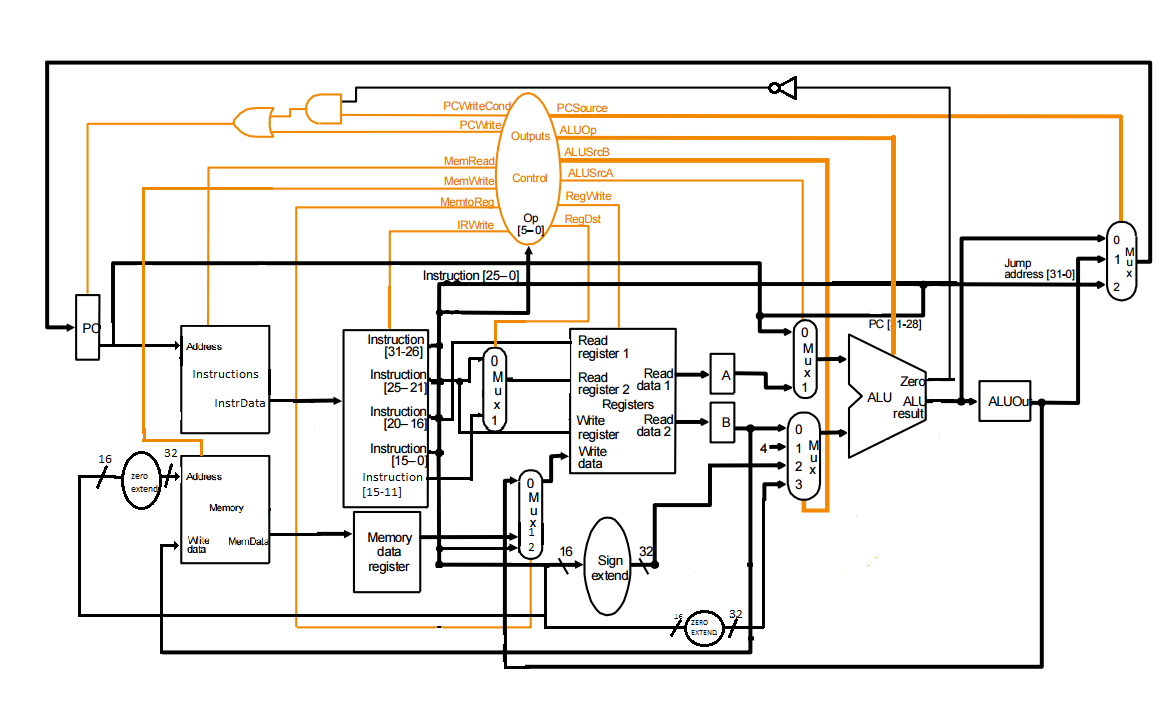 PCWriteCond
PCSource
PCWrite
Outputs
ALUOp
ALUSrcB
MemRead
ALUSrcA
MemWrite
Control
RegWrite
MemtoReg
RegDst
IRWrite
Op
[5–0]
Instruction [25–0]
Jump
address [31-0]
0
1
2
M
u
x
PC
PC [31-28]
Address
Instructions
InstrData
Instruction
[31-26]
Instruction
[25–21]
Instruction
[20–16]
Instruction
[15–0]
Instruction
[15-11]
0
M
u
x
1
Read
register 1
Read
register 2
Registers
Write
register
Write
data
Read
data 1
Read
data 2
A
B
0
M
u
x
1
0
1
2
3
M
u
x
4
ALU
Zero
ALU
result
ALUOut
16
zero
extend
32
Address
Memory
Write
data
MemData
Memory
data
register
0
M
u
x
1
2
16
Sign
extend
32
16
ZERO
EXTEND
32